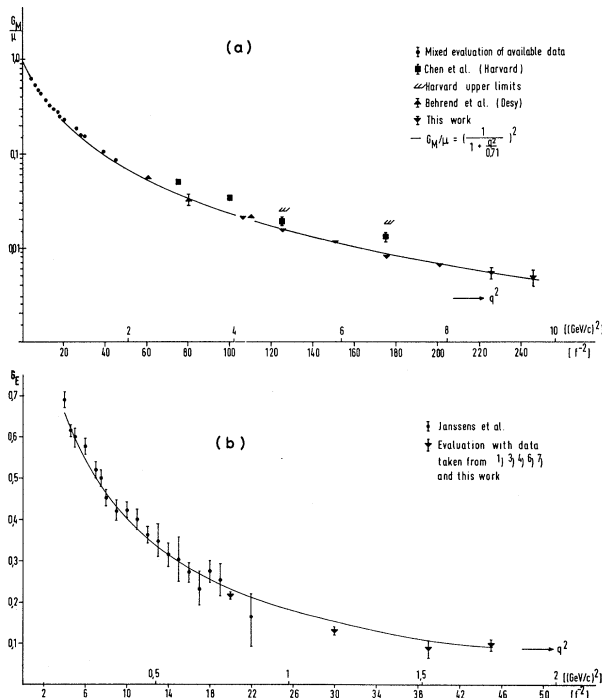 G_M
μ
(a)
1,0
0,1
0,01
Mixed evaluation of available data
Chen et al. (Harvard)
Harvard upper limits
Behrend et al. (Desy)
This work
— G_M/μ = (1 / (1 + q²/0,71))²
→ q²
2 4 6 8 10 [(GeV/c)²]
20 40 60 80 100 120 140 160 180 200 220 240 [f⁻²]
G_E
(b)
0,7
0,6
0,5
0,4
0,3
0,2
0,1
Janssens et al.
Evaluation with data
taken from 1) 3) 4) 6) 7)
and this work
→ q²
0,5 1 1,5 2 [(GeV/c)²]
2 6 10 14 18 22 26 30 34 38 42 46 50 [f⁻²]